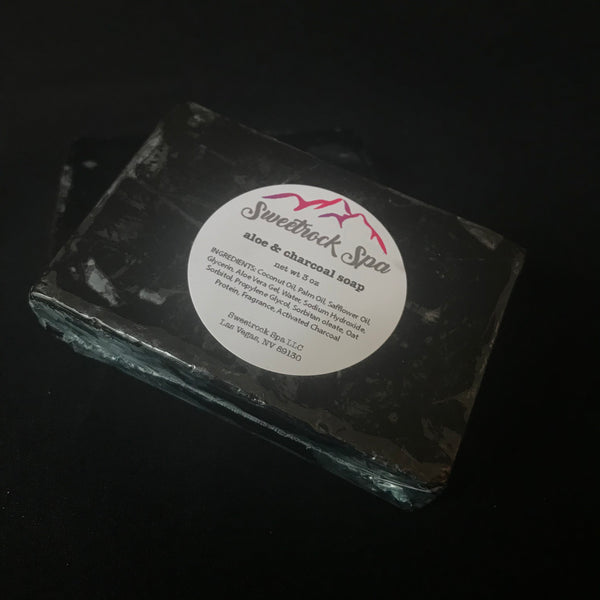 Sweetrock Spa
aloe & charcoal soap
net wt 3 oz
INGREDIENTS: Coconut Oil, Palm Oil, Safflower Oil,
Glycerin, Aloe Vera Gel, Water, Sodium Hydroxide,
Sorbitol, Propylene Glycol, Sorbitan oleate, Oat
Protein, Fragrance, Activated Charcoal
Sweetrock Spa LLC
Las Vegas, NV 89130